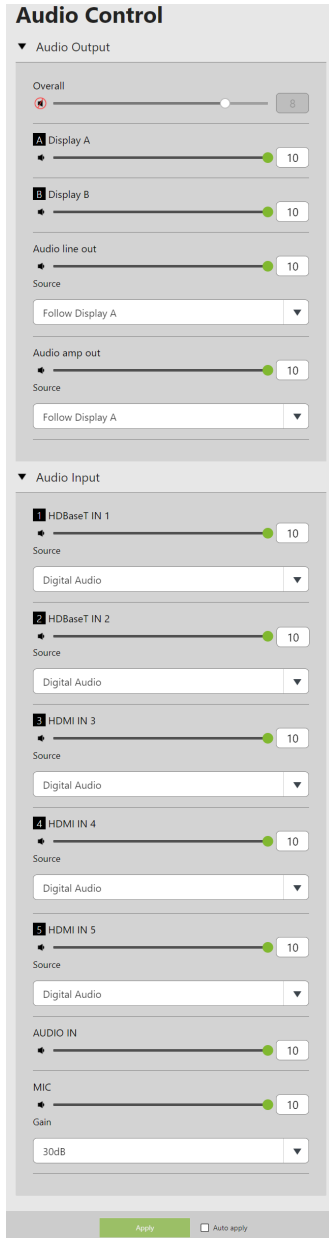 Audio Control
Audio Output
Overall
8
A Display A
10
B Display B
10
Audio line out
10
Source
Follow Display A
Audio amp out
10
Source
Follow Display A
Audio Input
1 HDBaseT IN 1
10
Source
Digital Audio
2 HDBaseT IN 2
10
Source
Digital Audio
3 HDMI IN 3
10
Source
Digital Audio
4 HDMI IN 4
10
Source
Digital Audio
5 HDMI IN 5
10
Source
Digital Audio
AUDIO IN
10
MIC
10
Gain
30dB
Apply Auto apply